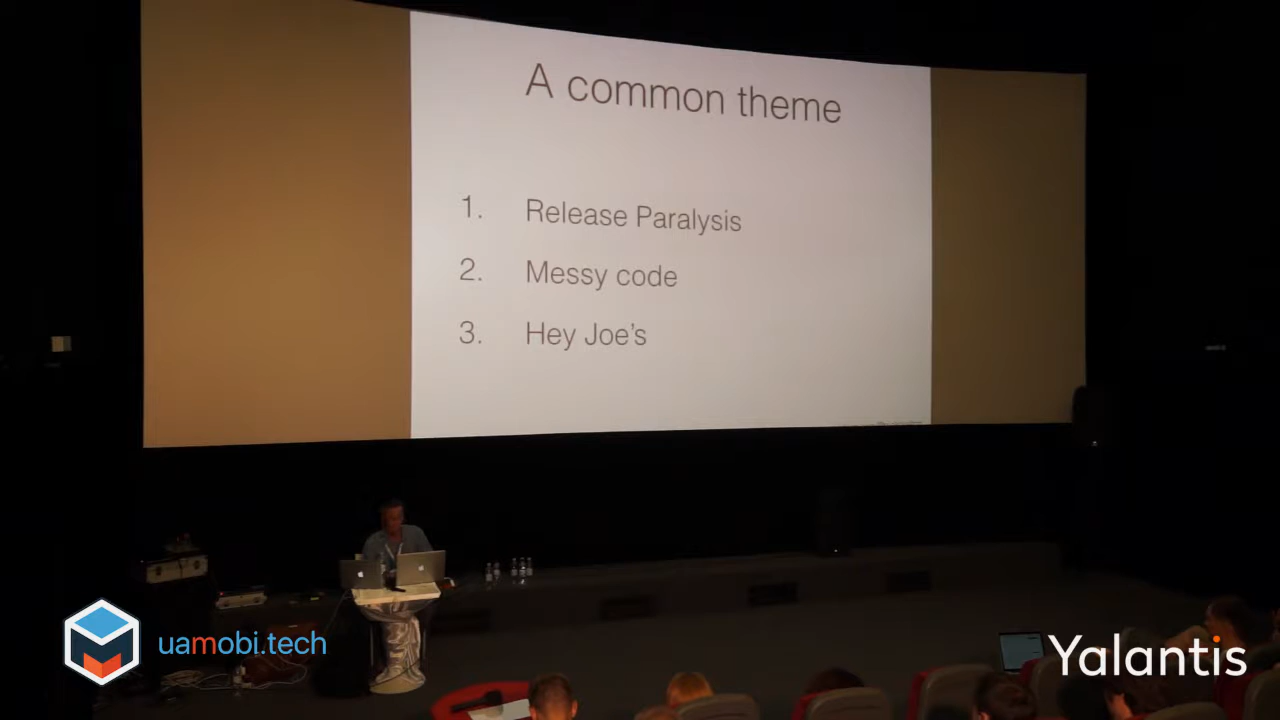 A common theme
1. Release Paralysis
2. Messy code
3. Hey Joe's
uamobi.tech
Yalantis